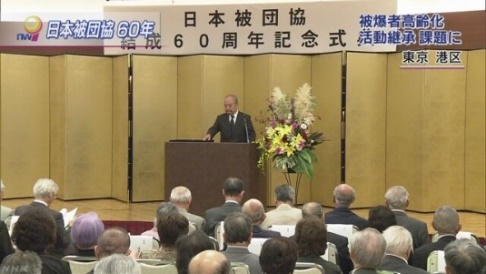 日本被団協 60年
日本被団協
結成60周年記念式
被爆者高齢化
活動継承 課題に
東京 港区